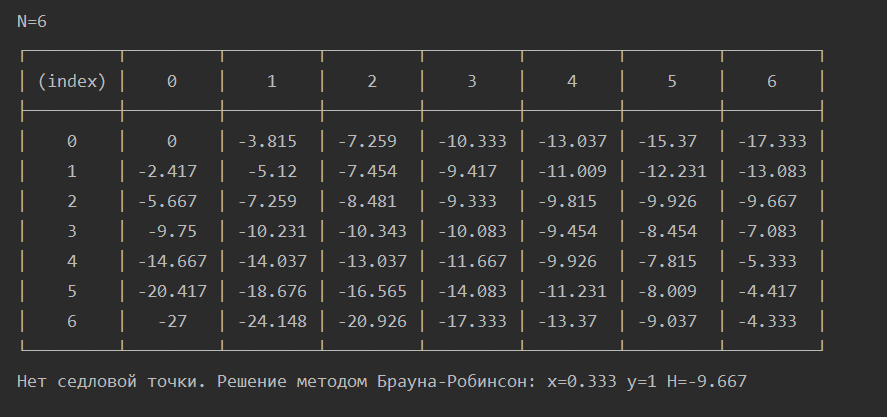 N=6
(index) 0 1 2 3 4 5 6
0 0 -3.815 -7.259 -10.333 -13.037 -15.37 -17.333
1 -2.417 -5.12 -7.454 -9.417 -11.009 -12.231 -13.083
2 -5.667 -7.259 -8.481 -9.333 -9.815 -9.926 -9.667
3 -9.75 -10.231 -10.343 -10.083 -9.454 -8.454 -7.083
4 -14.667 -14.037 -13.037 -11.667 -9.926 -7.815 -5.333
5 -20.417 -18.676 -16.565 -14.083 -11.231 -8.009 -4.417
6 -27 -24.148 -20.926 -17.333 -13.37 -9.037 -4.333
Нет седловой точки. Решение методом Брауна-Робинсон: x=0.333 y=1 H=-9.667